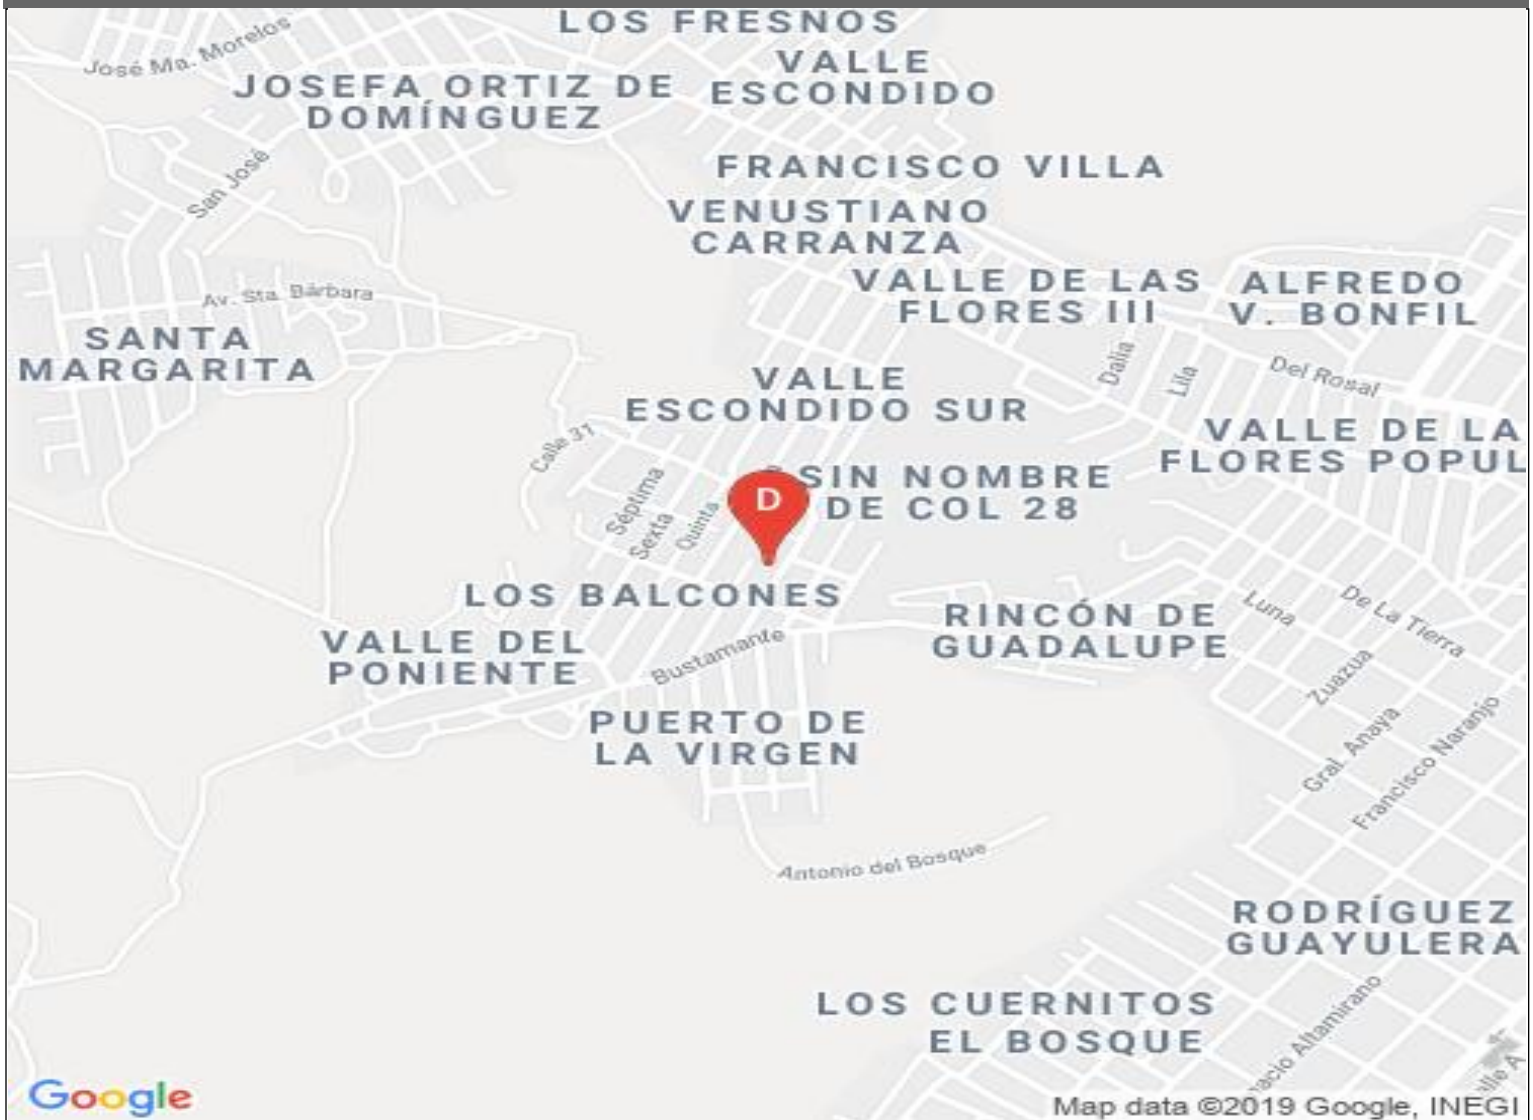 LOS FRESNOS
José Ma. Morelos
VALLE
ESCONDIDO
JOSEFA ORTIZ DE
DOMÍNGUEZ
San José
FRANCISCO VILLA
VENUSTIANO
CARRANZA
Av. Sta. Bárbara
VALLE DE LAS
FLORES III
ALFREDO
V. BONFIL
SANTA
MARGARITA
Dalia
Lila
Del Rosal
VALLE
ESCONDIDO SUR
Calle 31
VALLE DE LA
FLORES POPUL
Séptima
Sexta
Quinta
D
SIN NOMBRE
DE COL 28
LOS BALCONES
RINCÓN DE
GUADALUPE
Luna
De La Tierra
VALLE DEL
PONIENTE
Bustamante
Zuazua
PUERTO DE
LA VIRGEN
Gral. Anaya
Francisco Naranjo
Antonio del Bosque
RODRÍGUEZ
GUAYULERA
LOS CUERNITOS
EL BOSQUE
nacio Altamirano
alle A
Google
Map data ©2019 Google, INEGI